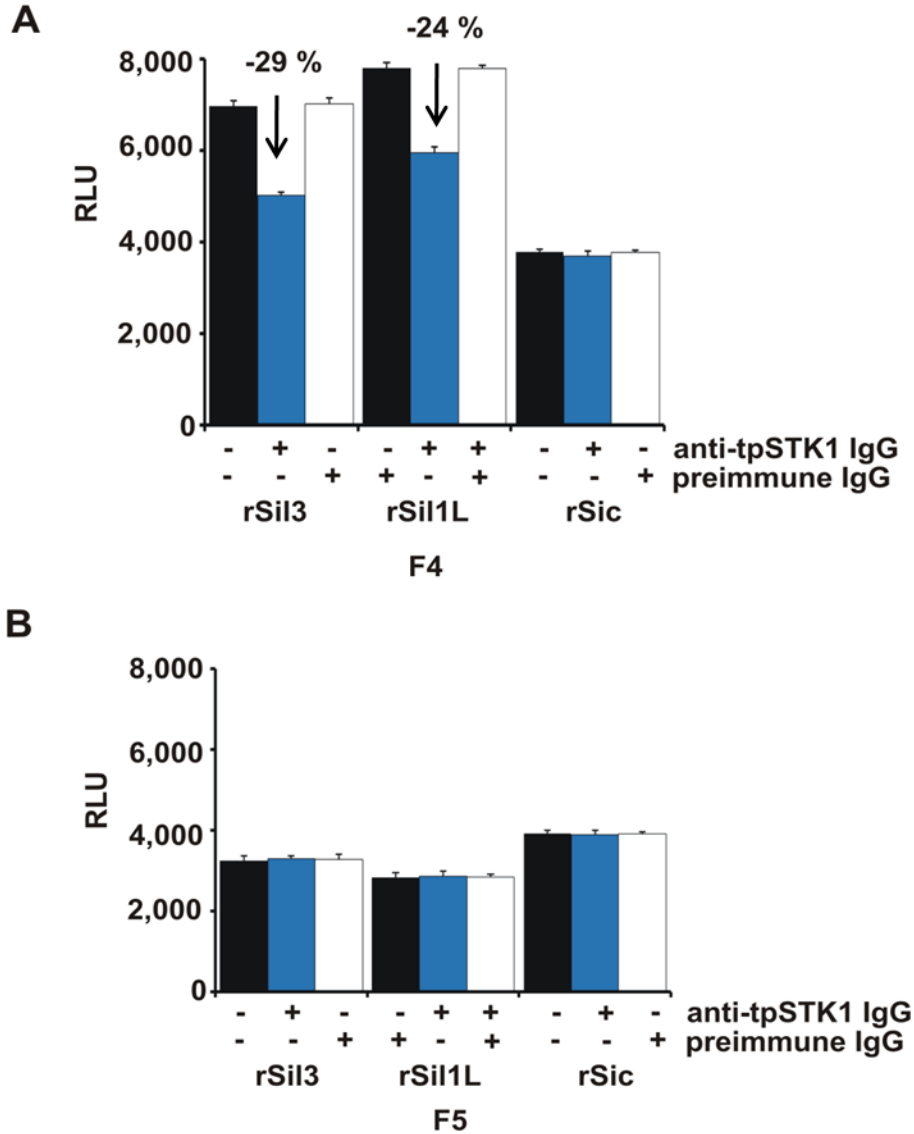 A
-24 %
-29 %
8,000
6,000
4,000
2,000
0
RLU
- + - - + + - + - anti-tpSTK1 IgG
- - + + - + - - + preimmune IgG
rSil3 rSil1L rSic
F4
B
8,000
6,000
4,000
2,000
0
RLU
- + - - + + - + - anti-tpSTK1 IgG
- - + + - + - - + preimmune IgG
rSil3 rSil1L rSic
F5